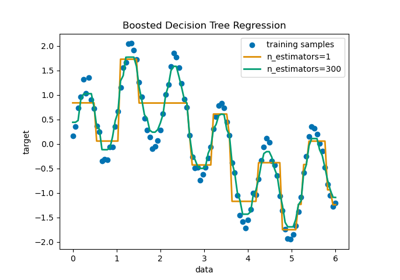 Boosted Decision Tree Regression
training samples
n_estimators=1
n_estimators=300
2.0
1.5
1.0
0.5
0.0
−0.5
−1.0
−1.5
−2.0
target
0 1 2 3 4 5 6
data